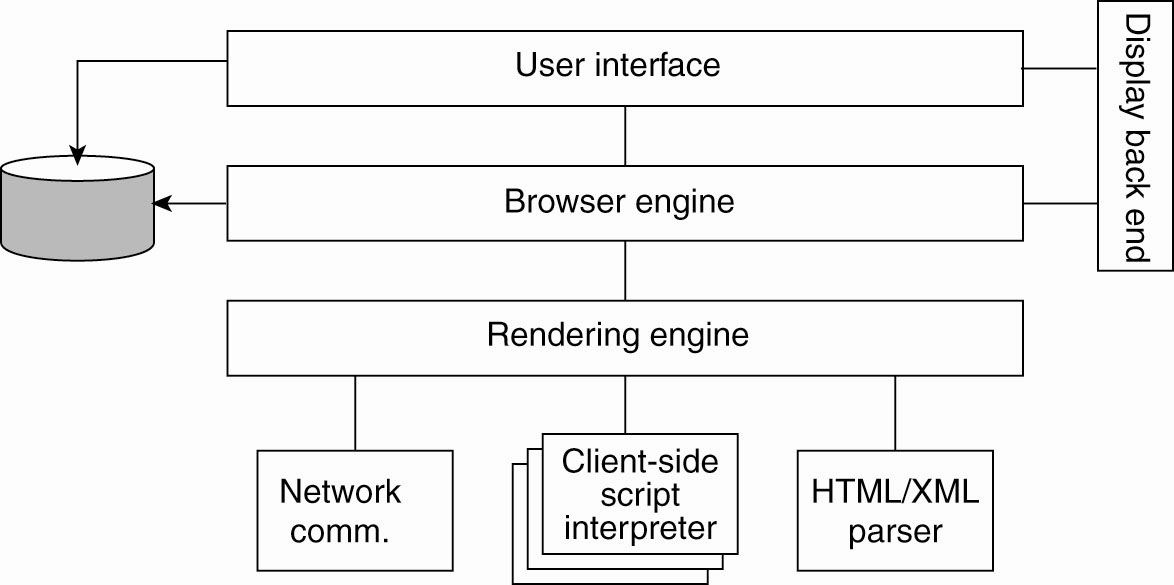 User interface
Display back end
Browser engine
Rendering engine
Network
comm.
Client-side
script
interpreter
HTML/XML
parser